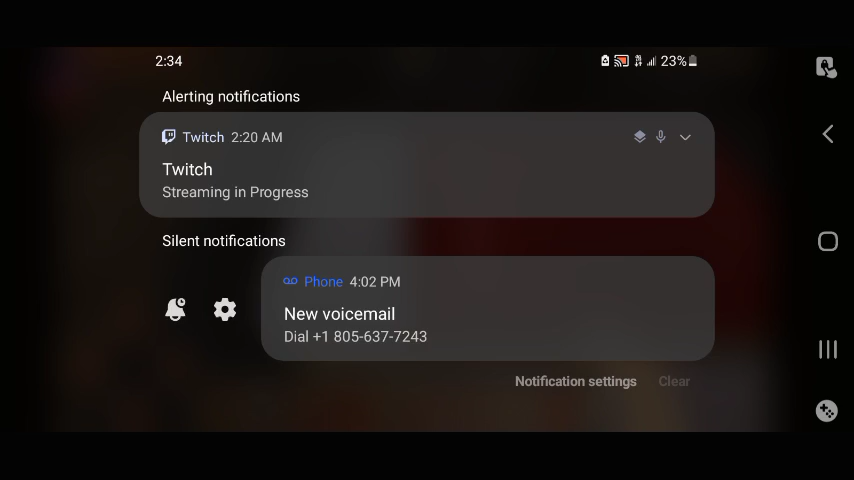 2:34
23%
Alerting notifications
Twitch 2:20 AM
Twitch
Streaming in Progress
Silent notifications
Phone 4:02 PM
New voicemail
Dial +1 805-637-7243
Notification settings Clear